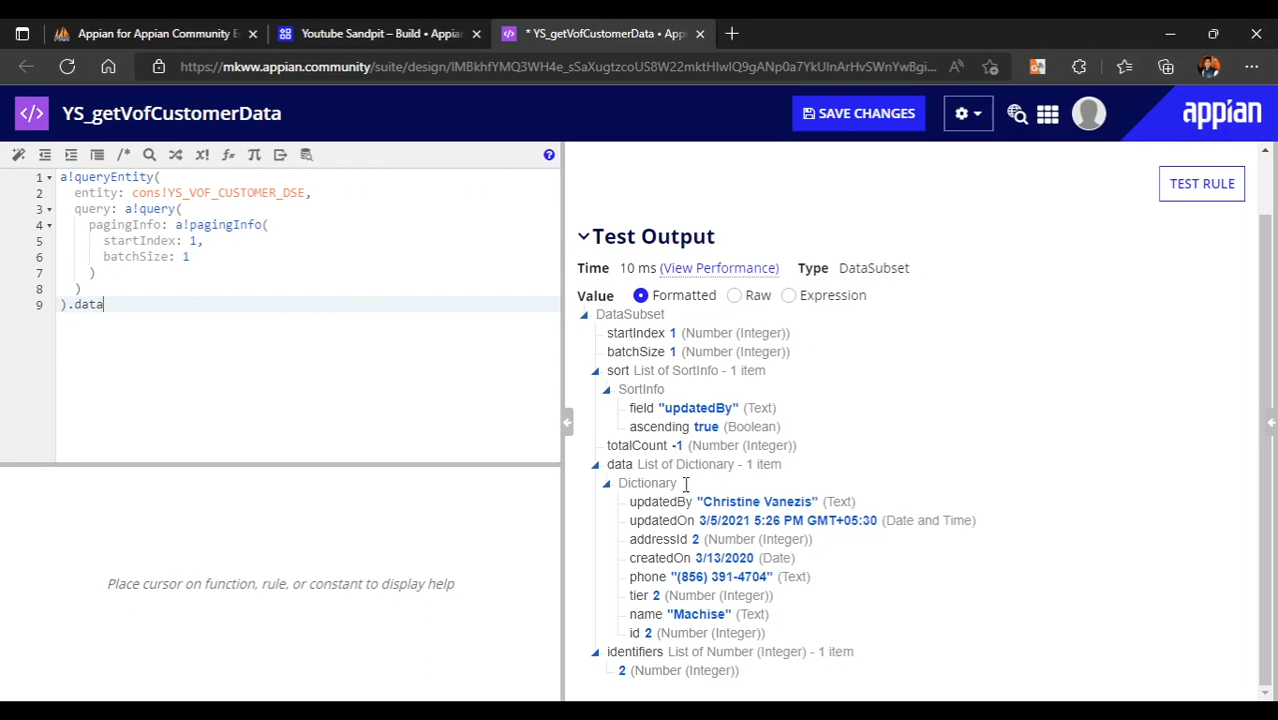 Appian for Appian Community E
Youtube Sandpit – Build • Appian
* YS_getVofCustomerData • App
https://mkww.appian.community/suite/design/
YS_getVofCustomerData
SAVE CHANGES
appian
1 a!queryEntity(
2 entity: cons!YS_VOF_CUSTOMER_DSE,
3 query: a!query(
4 pagingInfo: a!pagingInfo(
5 startIndex: 1,
6 batchSize: 1
7 )
8 )
9 ).data
Place cursor on function, rule, or constant to display help
TEST RULE
Test Output
Time 10 ms (View Performance) Type DataSubset
Value Formatted Raw Expression
DataSubset
startIndex 1 (Number (Integer))
batchSize 1 (Number (Integer))
sort List of SortInfo - 1 item
SortInfo
field "updatedBy" (Text)
ascending true (Boolean)
totalCount -1 (Number (Integer))
data List of Dictionary - 1 item
Dictionary
updatedBy "Christine Vanezis" (Text)
updatedOn 3/5/2021 5:26 PM GMT+05:30 (Date and Time)
addressId 2 (Number (Integer))
createdOn 3/13/2020 (Date)
phone "(856) 391-4704" (Text)
tier 2 (Number (Integer))
name "Machise" (Text)
id 2 (Number (Integer))
identifiers List of Number (Integer) - 1 item
2 (Number (Integer))